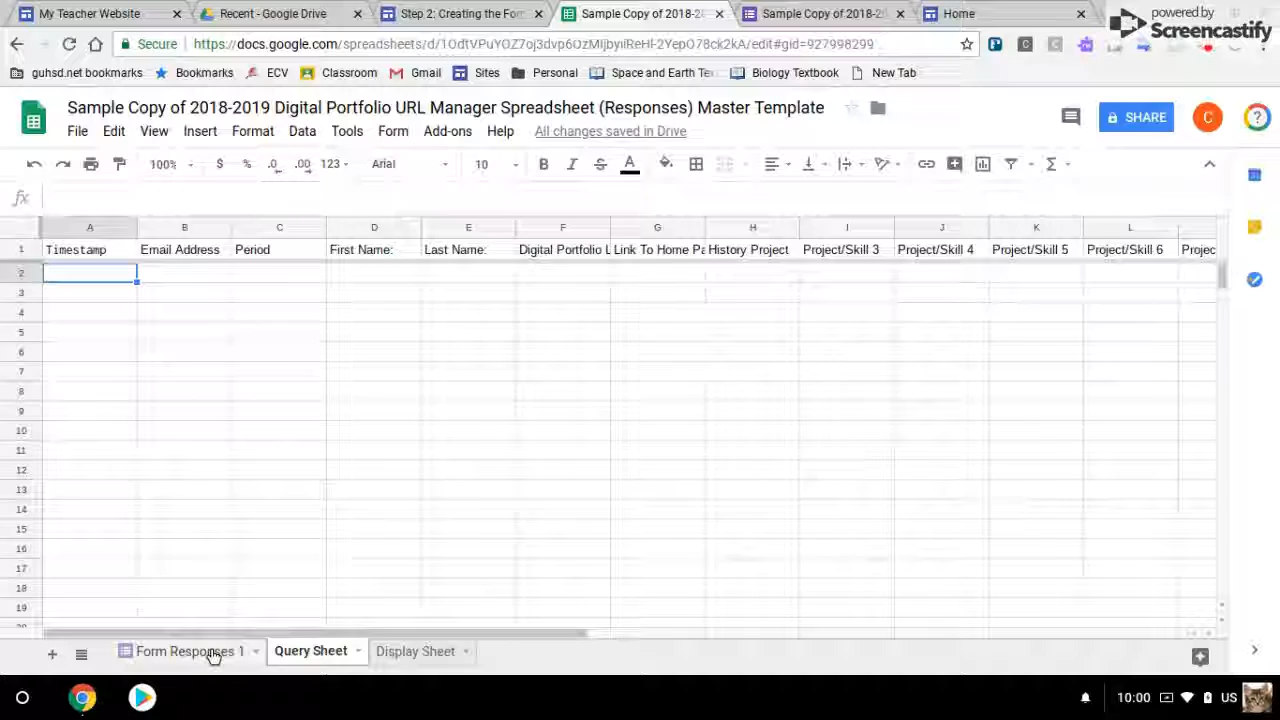 My Teacher Website
Recent - Google Drive
Step 2: Creating the For
Sample Copy of 2018-2
Sample Copy of 2018-20
Home
powered by
Screencastify
Secure
guhsd.net bookmarks
Bookmarks
ECV
Classroom
Gmail
Sites
Personal
Space and Earth Te
Biology Textbook
New Tab
Sample Copy of 2018-2019 Digital Portfolio URL Manager Spreadsheet (Responses) Master Template
SHARE
C
?
File Edit View Insert Format Data Tools Form Add-ons Help All changes saved in Drive
100% $ % .0 .00 123 Arial 10 B I S A Σ
fx
A B C D E F G H I J K L
1 Timestamp Email Address Period First Name: Last Name: Digital Portfolio L Link To Home Pa History Project Project/Skill 3 Project/Skill 4 Project/Skill 5 Project/Skill 6 Projec
2
3
4
5
6
7
8
9
10
11
12
13
14
15
16
17
18
19
Form Responses 1 Query Sheet Display Sheet
10:00 US